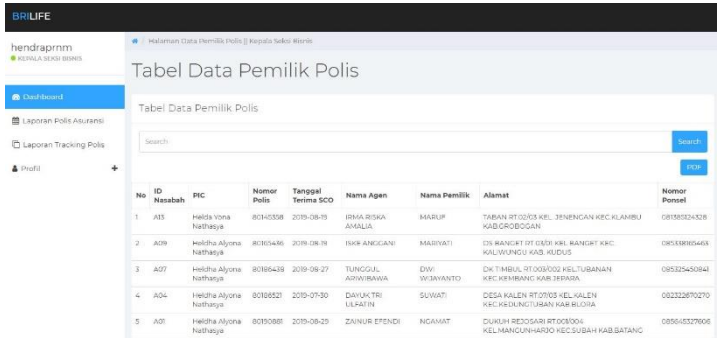 BRILIFE
hendraprnm
KEPALA SEKSI BISNIS
Dashboard
Laporan Polis Asuransi
Laporan Tracking Polis
Profil +
/ Halaman Data Pemilik Polis || Kepala Seksi Bisnis
Tabel Data Pemilik Polis
Tabel Data Pemilik Polis
Search
Search
PDF
No ID Nasabah PIC Nomor Polis Tanggal Terima SCO Nama Agen Nama Pemilik Alamat Nomor Ponsel
1 A13 Helda Yona Nathasya 80145358 2019-08-19 IRMA RISKA AMALIA MARUF TABAN RT.02/03 KEL. JENENGAN KEC.KLAMBU KAB.GROBOGAN 081385124328
2 A09 Heldha Alyona Nathasya 80165436 2019-08-19 ISKE ANGGANI MARIYATI DS BANGET RT 03/01 KEL BANGET KEC. KALIWUNGU KAB. KUDUS 085338165463
3 A07 Heldha Alyona Nathasya 80186438 2019-08-27 TUNGGUL ARIWIBAWA DWI WIJAYANTO DK TIMBUL RT.003/002 KEL.TUBANAN KEC.KEMBANG KAB.JEPARA 085325450841
4 A04 Heldha Alyona Nathasya 80186521 2019-07-30 DAYUK TRI ULFATIN SUWATI DESA KALEN RT.07/03 KEL.KALEN KEC.KEDUNGTUBAN KAB.BLORA 082322670270
5 A01 Heldha Alyona Nathasya 80190881 2019-08-29 ZAINUR EFENDI NGAMAT DUKUH REJOSARI RT.001/004 KEL.MANGUNHARJO KEC.SUBAH KAB.BATANG 085645327606